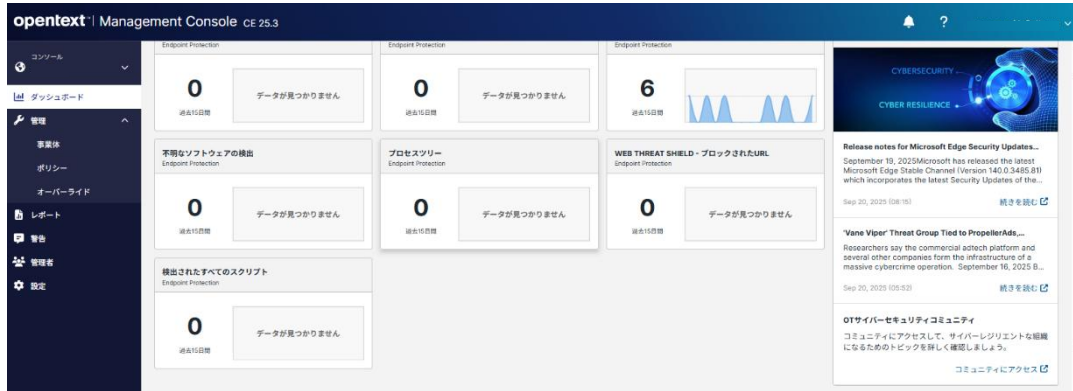 opentext™ | Management Console CE 25.3
?
コンソール
ダッシュボード
管理
事業体
ポリシー
オーバーライド
レポート
警告
管理者
設定
Endpoint Protection
0
過去15日間
データが見つかりません
Endpoint Protection
0
過去15日間
データが見つかりません
Endpoint Protection
6
過去15日間
不明なソフトウェアの検出
Endpoint Protection
0
過去15日間
データが見つかりません
プロセスツリー
Endpoint Protection
0
過去15日間
データが見つかりません
WEB THREAT SHIELD - ブロックされたURL
Endpoint Protection
0
過去15日間
データが見つかりません
検出されたすべてのスクリプト
Endpoint Protection
0
過去15日間
データが見つかりません
CYBERSECURITY
CYBER RESILIENCE
Release notes for Microsoft Edge Security Updates...
September 19, 2025Microsoft has released the latest
Microsoft Edge Stable Channel (Version 140.0.3485.81)
which incorporates the latest Security Updates of the...
Sep 20, 2025 (08:15)
続きを読む
'Vane Viper' Threat Group Tied to PropellerAds,...
Researchers say the commercial adtech platform and
several other companies form the infrastructure of a
massive cybercrime operation. September 16, 2025 B...
Sep 20, 2025 (05:52)
続きを読む
OTサイバーセキュリティコミュニティ
コミュニティにアクセスして、サイバーレジリエントな組織
になるためのトピックを詳しく確認しましょう。
コミュニティにアクセス